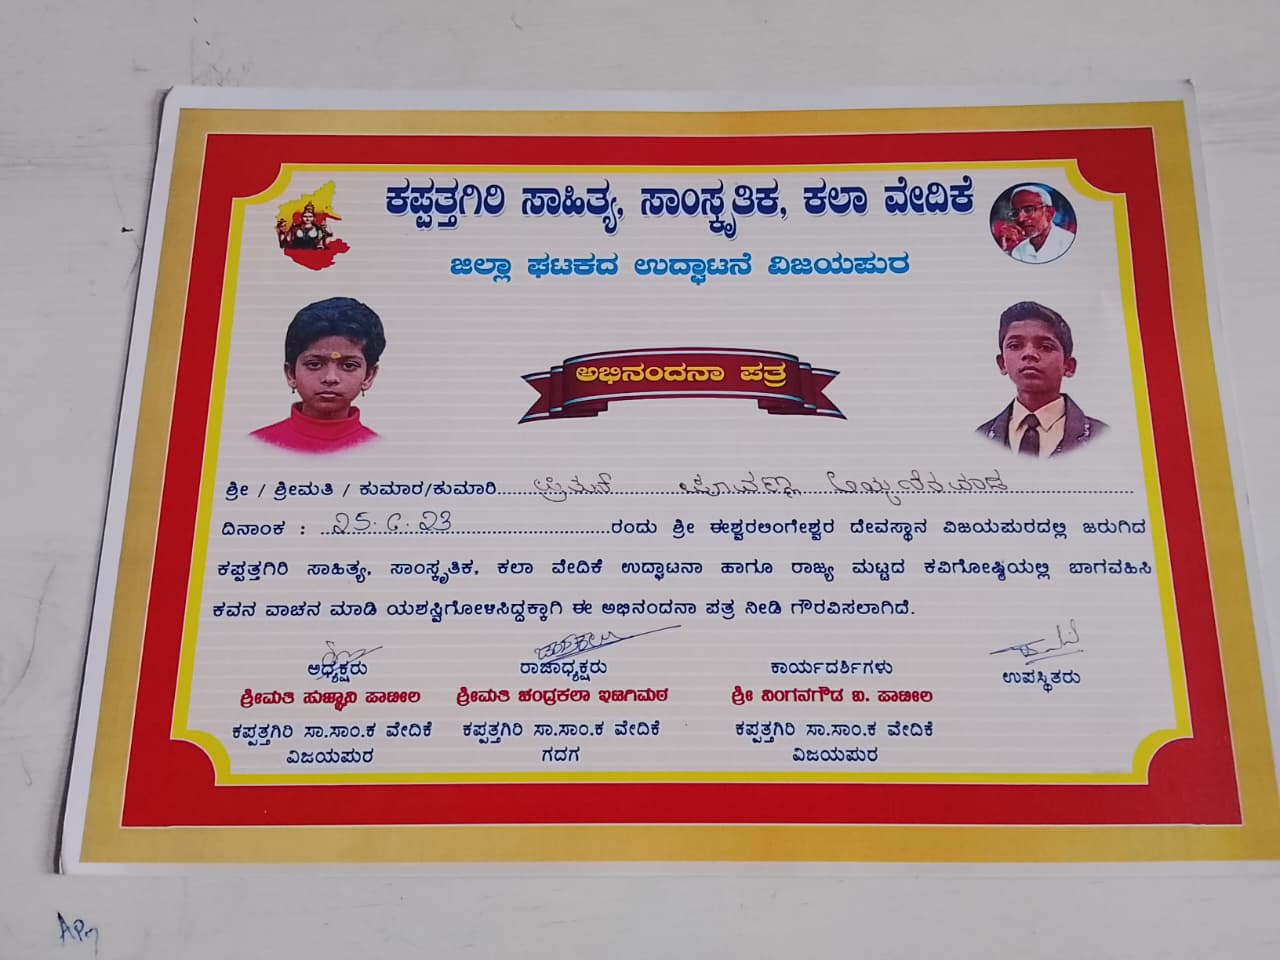 ಕಪ್ಪತ್ತಗಿರಿ ಸಾಹಿತ್ಯ, ಸಾಂಸ್ಕೃತಿಕ, ಕಲಾ ವೇದಿಕೆ
ಜಿಲ್ಲಾ ಘಟಕದ ಉದ್ಘಾಟನೆ ವಿಜಯಪುರ
ಅಭಿನಂದನಾ ಪತ್ರ
ಶ್ರೀ / ಶ್ರೀಮತಿ / ಕುಮಾರ/ಕುಮಾರಿ
ದಿನಾಂಕ : 25.6.23 ರಂದು ಶ್ರೀ ಈಶ್ವರಲಿಂಗೇಶ್ವರ ದೇವಸ್ಥಾನ ವಿಜಯಪುರದಲ್ಲಿ ಜರುಗಿದ
ಕಪ್ಪತ್ತಗಿರಿ ಸಾಹಿತ್ಯ, ಸಾಂಸ್ಕೃತಿಕ, ಕಲಾ ವೇದಿಕೆ ಉದ್ಘಾಟನಾ ಹಾಗೂ ರಾಜ್ಯ ಮಟ್ಟದ ಕವಿಗೋಷ್ಠಿಯಲ್ಲಿ ಬಾಗವಹಿಸಿ
ಕವನ ವಾಚನ ಮಾಡಿ ಯಶಸ್ವಿಗೋಳಿಸಿದ್ದಕ್ಕಾಗಿ ಈ ಅಭಿನಂದನಾ ಪತ್ರ ನೀಡಿ ಗೌರವಿಸಲಾಗಿದೆ.
ಅಧ್ಯಕ್ಷರು ರಾಜಾಧ್ಯಕ್ಷರು ಕಾರ್ಯದರ್ಶಿಗಳು ಉಪಸ್ಥಿತರು
ಶ್ರೀಮತಿ ಸುಜ್ಞಾನಿ ಪಾಟೀಲ ಶ್ರೀಮತಿ ಚಂದ್ರಕಲಾ ಇಟಗಿಮಠ ಶ್ರೀ ನಿಂಗನಗೌಡ ಐ. ಪಾಟೀಲ
ಕಪ್ಪತ್ತಗಿರಿ ಸಾ.ಸಾಂ.ಕ ವೇದಿಕೆ ಕಪ್ಪತ್ತಗಿರಿ ಸಾ.ಸಾಂ.ಕ ವೇದಿಕೆ ಕಪ್ಪತ್ತಗಿರಿ ಸಾ.ಸಾಂ.ಕ ವೇದಿಕೆ
ವಿಜಯಪುರ ಗದಗ ವಿಜಯಪುರ